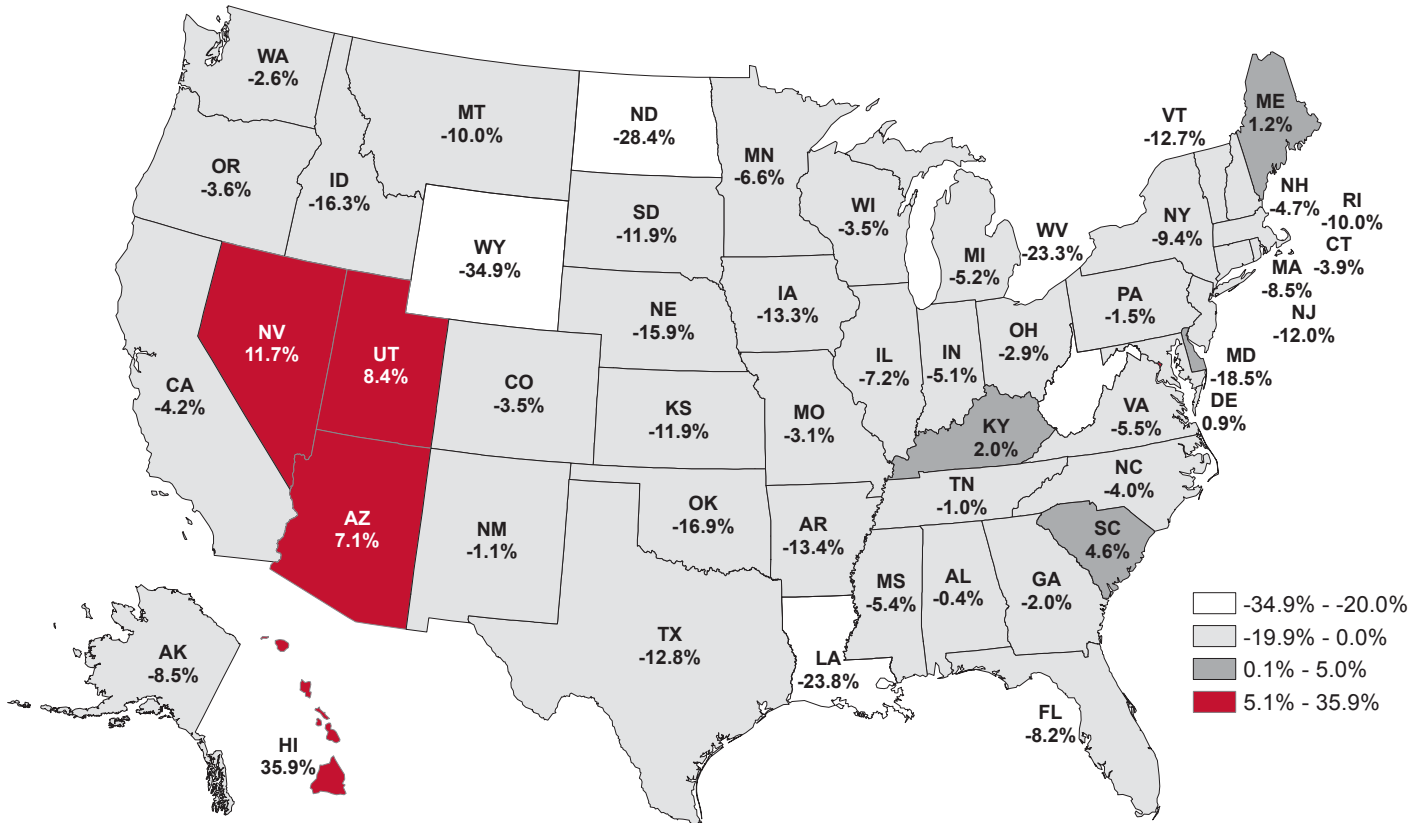 WA
-2.6%
MT
-10.0%
ND
-28.4%
MN
-6.6%
VT
-12.7%
ME
1.2%
OR
-3.6%
ID
-16.3%
SD
-11.9%
WI
-3.5%
NH
-4.7%
RI
-10.0%
WY
-34.9%
MI
-5.2%
WV
-23.3%
NY
-9.4%
CT
-3.9%
MA
-8.5%
NE
-15.9%
IA
-13.3%
PA
-1.5%
NJ
-12.0%
NV
11.7%
UT
8.4%
CO
-3.5%
IL
-7.2%
IN
-5.1%
OH
-2.9%
MD
-18.5%
DE
0.9%
CA
-4.2%
KS
-11.9%
MO
-3.1%
KY
2.0%
VA
-5.5%
AZ
7.1%
NM
-1.1%
OK
-16.9%
AR
-13.4%
TN
-1.0%
NC
-4.0%
SC
4.6%
MS
-5.4%
AL
-0.4%
GA
-2.0%
TX
-12.8%
LA
-23.8%
FL
-8.2%
AK
-8.5%
HI
35.9%
-34.9% - -20.0%
-19.9% - 0.0%
0.1% - 5.0%
5.1% - 35.9%